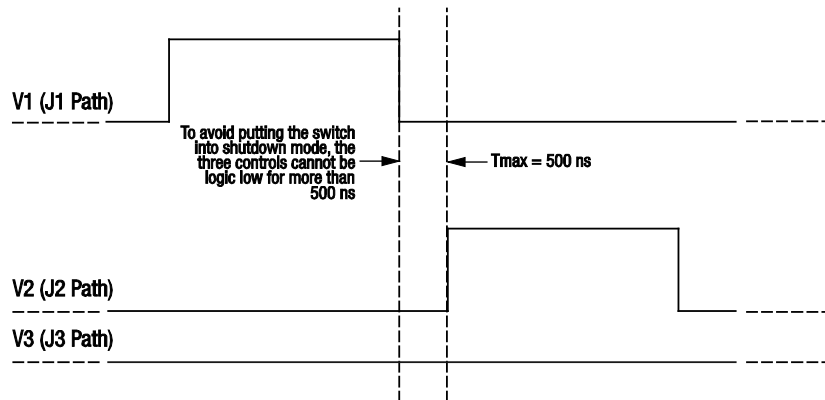 V1 (J1 Path)
To avoid putting the switch
into shutdown mode, the
three controls cannot be
logic low for more than
500 ns
Tmax = 500 ns
V2 (J2 Path)
V3 (J3 Path)